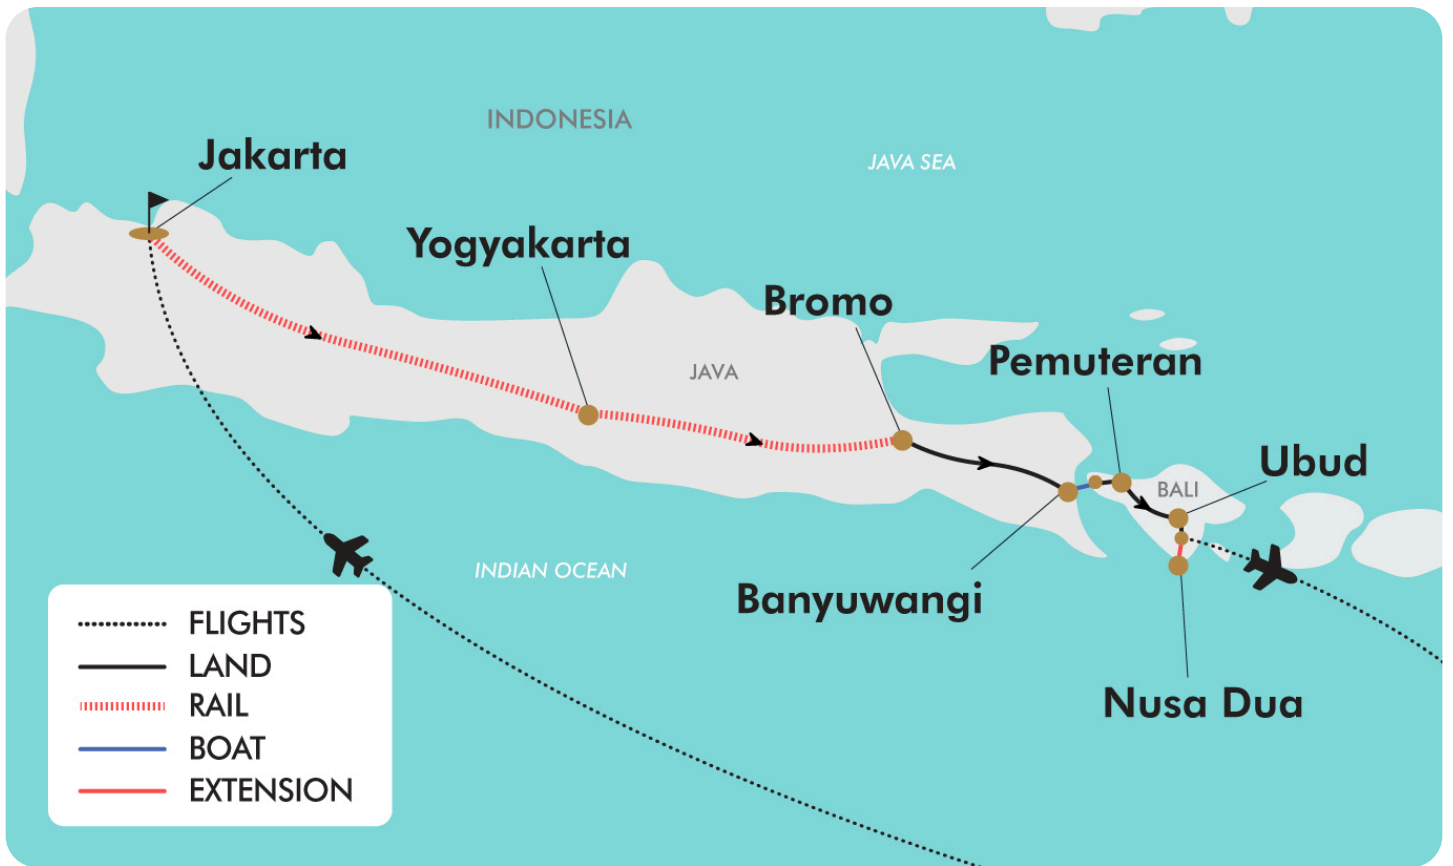 INDONESIA
JAVA SEA
Jakarta
Yogyakarta
Bromo
JAVA
Pemuteran
Ubud
BALI
INDIAN OCEAN
Banyuwangi
Nusa Dua
FLIGHTS
LAND
RAIL
BOAT
EXTENSION